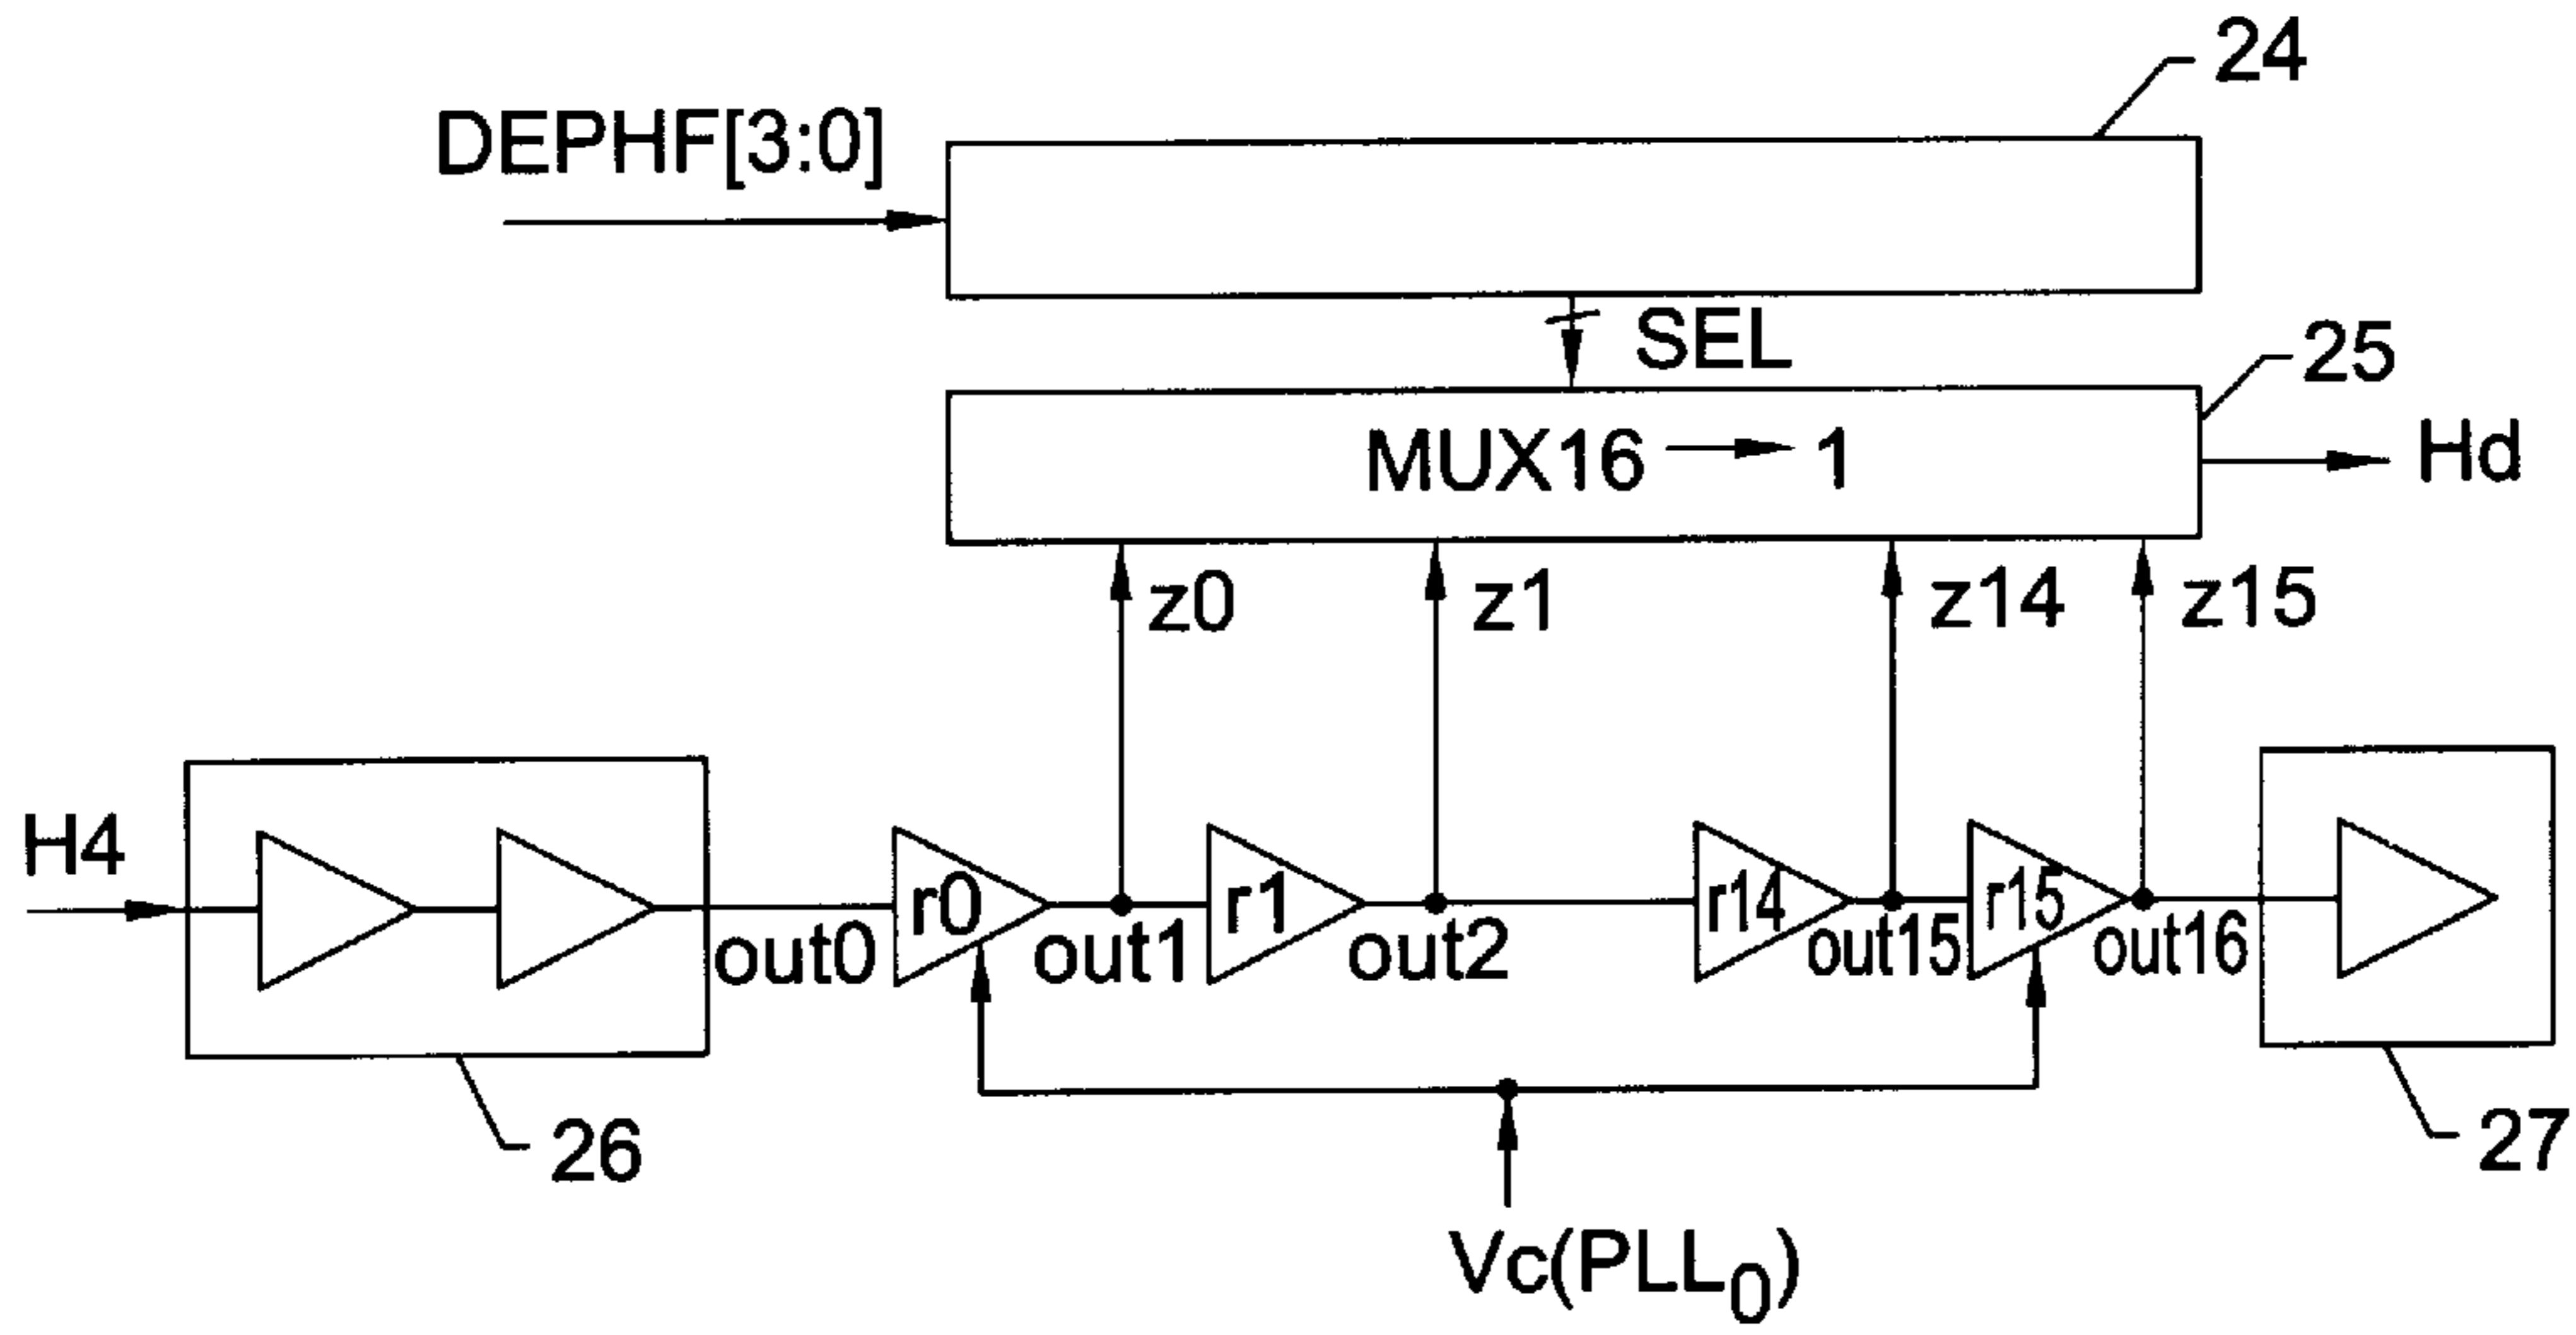 24
DEPHF[3:0]
SEL
25
MUX16 → 1
Hd
z0
z1
z14
z15
H4
r0
r1
r14
r15
out0
out1
out2
out15
out16
26
27
Vc(PLL0)